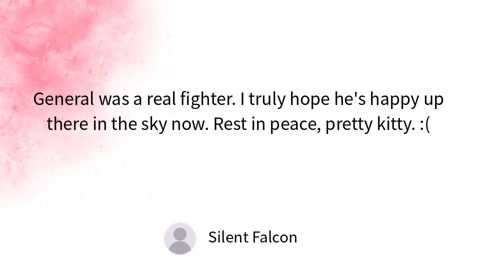 General was a real fighter. I truly hope he's happy up
there in the sky now. Rest in peace, pretty kitty. :(
Silent Falcon